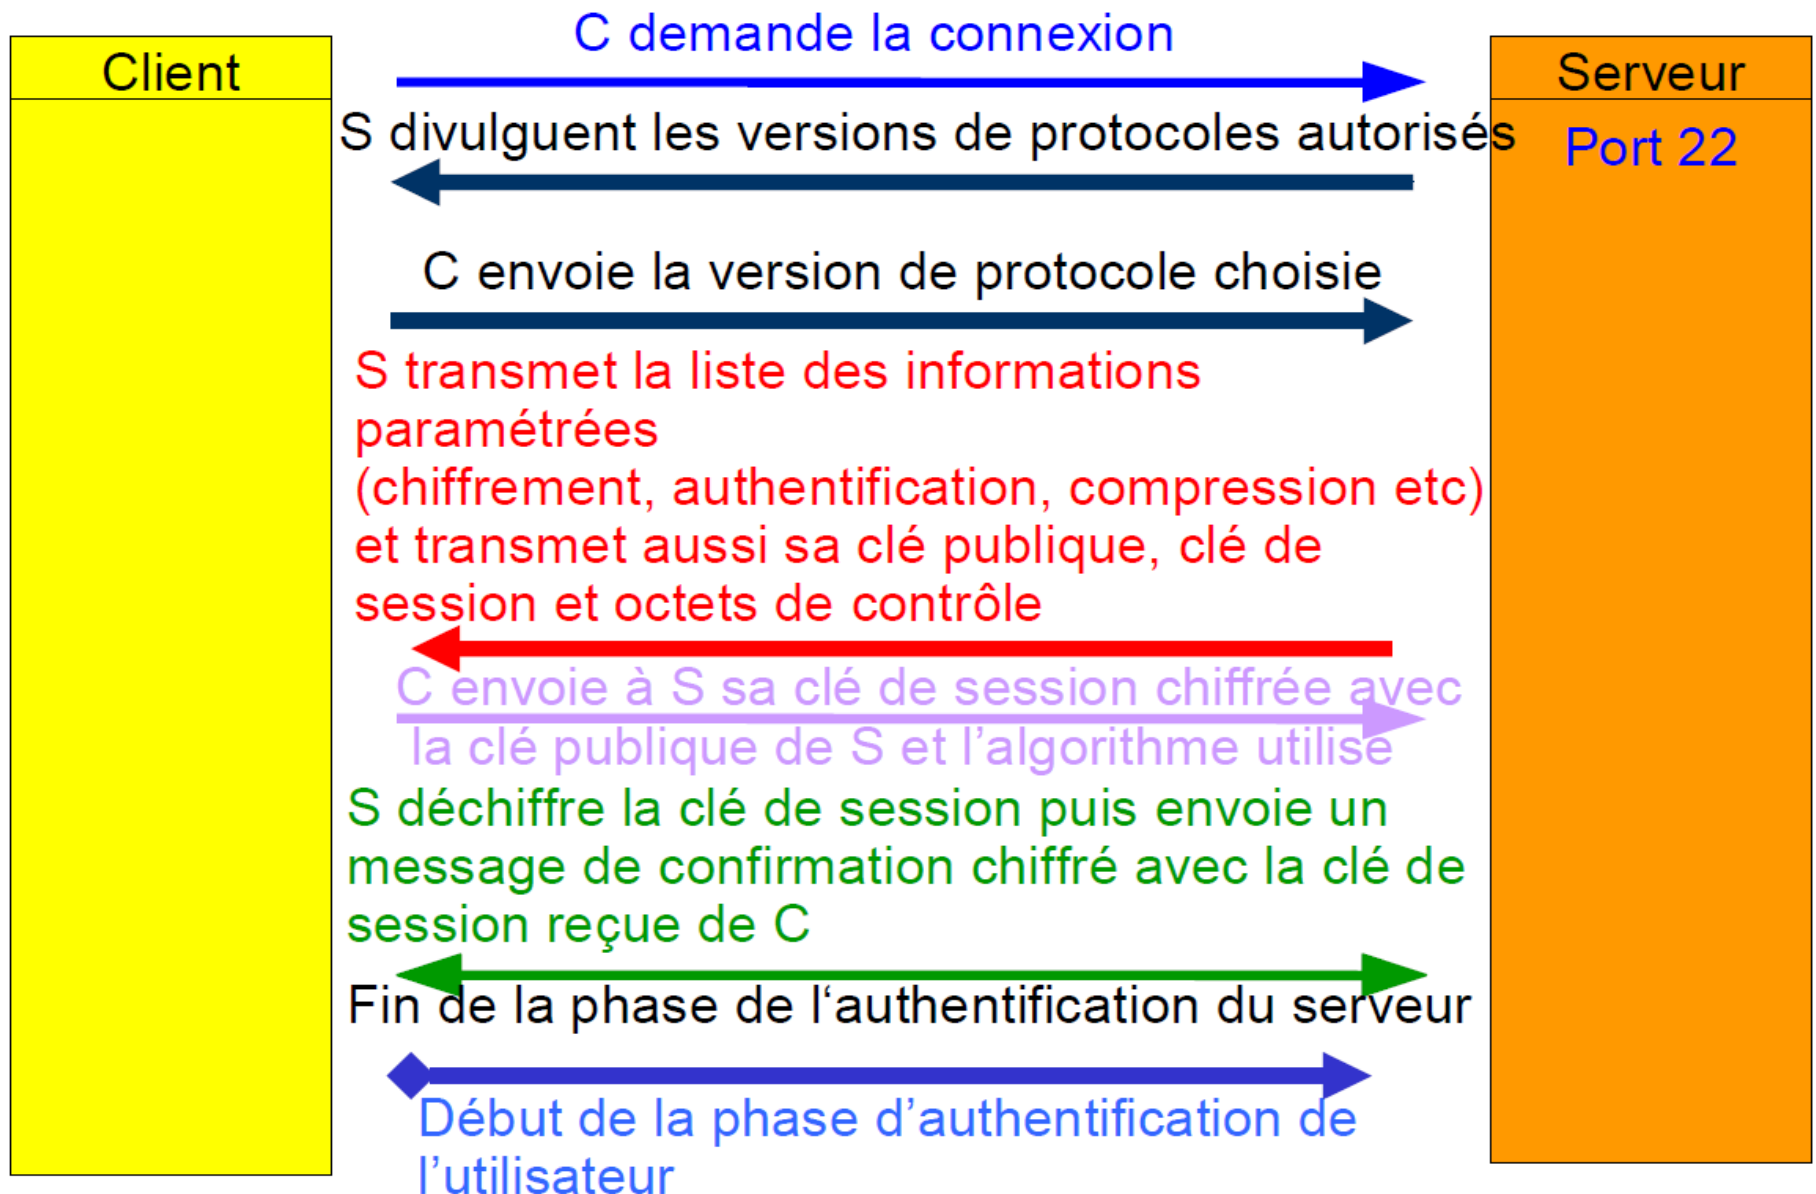 C demande la connexion
Client
Serveur
S divulguent les versions de protocoles autorisés
Port 22
C envoie la version de protocole choisie
S transmet la liste des informations
paramétrées
(chiffrement, authentification, compression etc)
et transmet aussi sa clé publique, clé de
session et octets de contrôle
C envoie à S sa clé de session chiffrée avec
la clé publique de S et l’algorithme utilisé
S déchiffre la clé de session puis envoie un
message de confirmation chiffré avec la clé de
session reçue de C
Fin de la phase de l‘authentification du serveur
Début de la phase d’authentification de
l’utilisateur